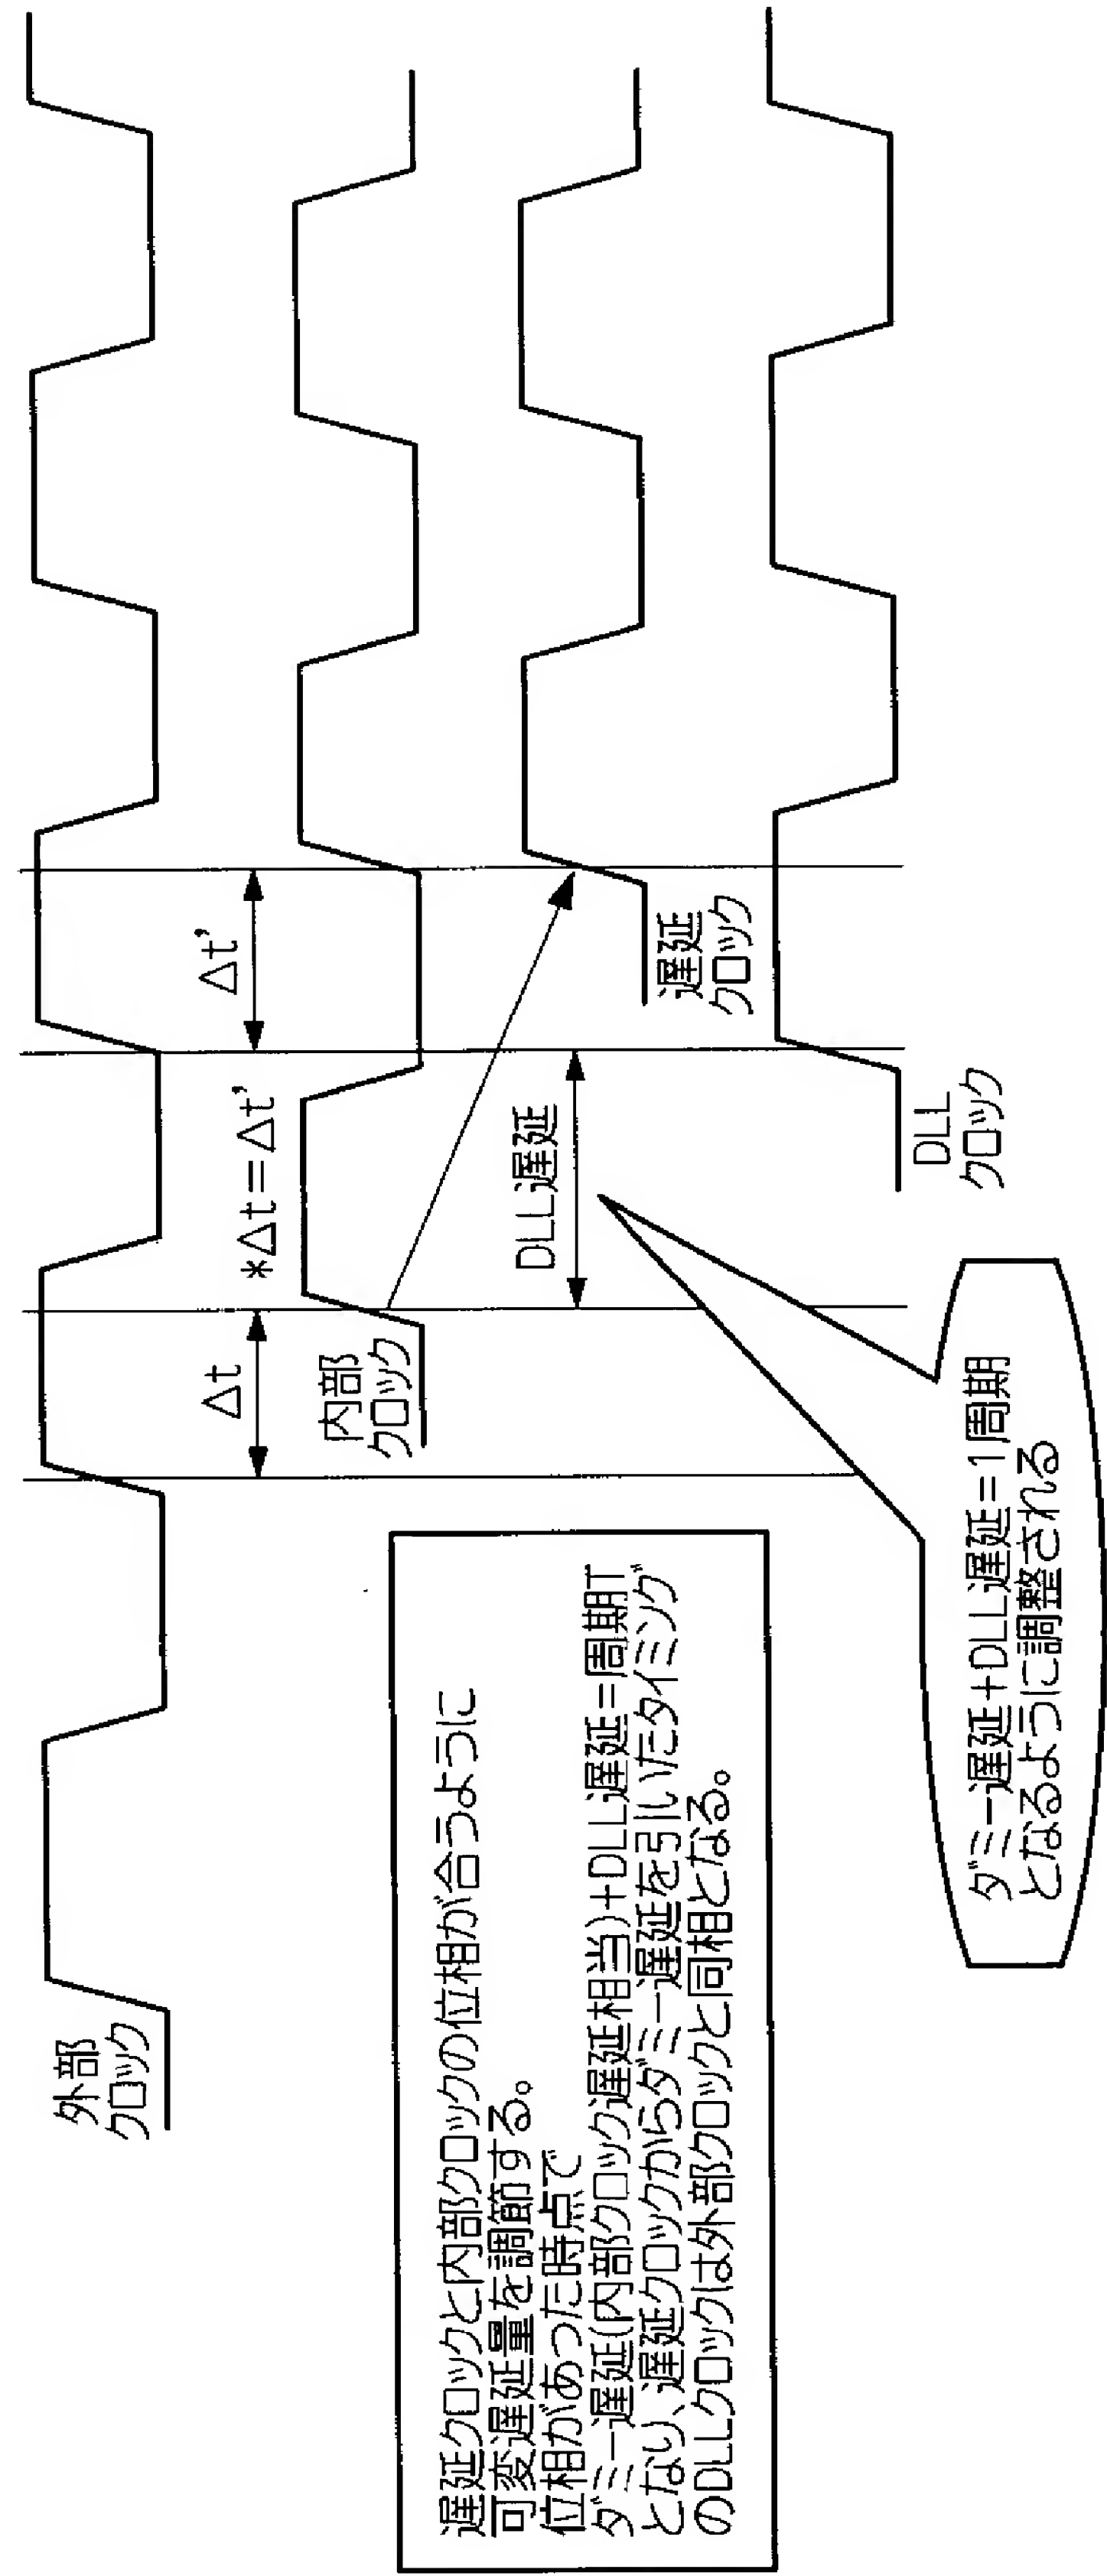 外部
クロック
Δt
*Δt=Δt'
Δt'
内部
クロック
DLL遅延
遅延
クロック
DLL
クロック
遅延クロックと内部クロックの位相が合うように
可変遅延量を調節する。
位相があった時点で
ダミー遅延(内部クロック遅延相当)+DLL遅延=周期T
となり、遅延クロックからダミー遅延を引いたタイミング
のDLLクロックは外部クロックと同相となる。
ダミー遅延+DLL遅延=1周期
となるように調整される